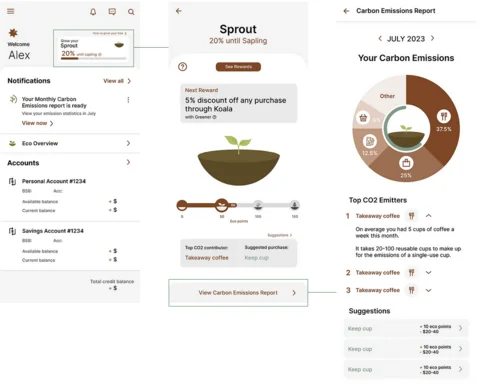 Grow your
Sprout
20% until sapling
Welcome
Alex
Notifications
View all
Your Monthly Carbon
Emissions report is ready
View your emission statistics in July
View now
Eco Overview
Accounts
Personal Account #1234
BSB: Acc:
Available balance + $
Current balance + $
Savings Account #1234
BSB: Acc:
Available balance + $
Current balance + $
Total credit balance
+ $
Sprout
20% until Sapling
See Rewards
Next Reward
5% discount off any purchase
through Koala
with Greener
0 50 60 100 150
Eco points
Suggestions
Top CO2 contributor: Suggested purchase:
Takeaway coffee Keep cup
View Carbon Emissions Report
Carbon Emissions Report
JULY 2023
Your Carbon Emissions
Other
37.5%
12.5%
25%
Top CO2 Emitters
1 Takeaway coffee
On average you had 5 cups of coffee
a week this month.
It takes 20-100 reusable cups to make up
for the emissions of a single-use cup.
2 Takeaway coffee
3 Takeaway coffee
Suggestions
Keep cup
+ 10 eco points
- $20-40
Keep cup
+ 10 eco points
- $20-40
Keep cup
+ 10 eco points
- $20-40